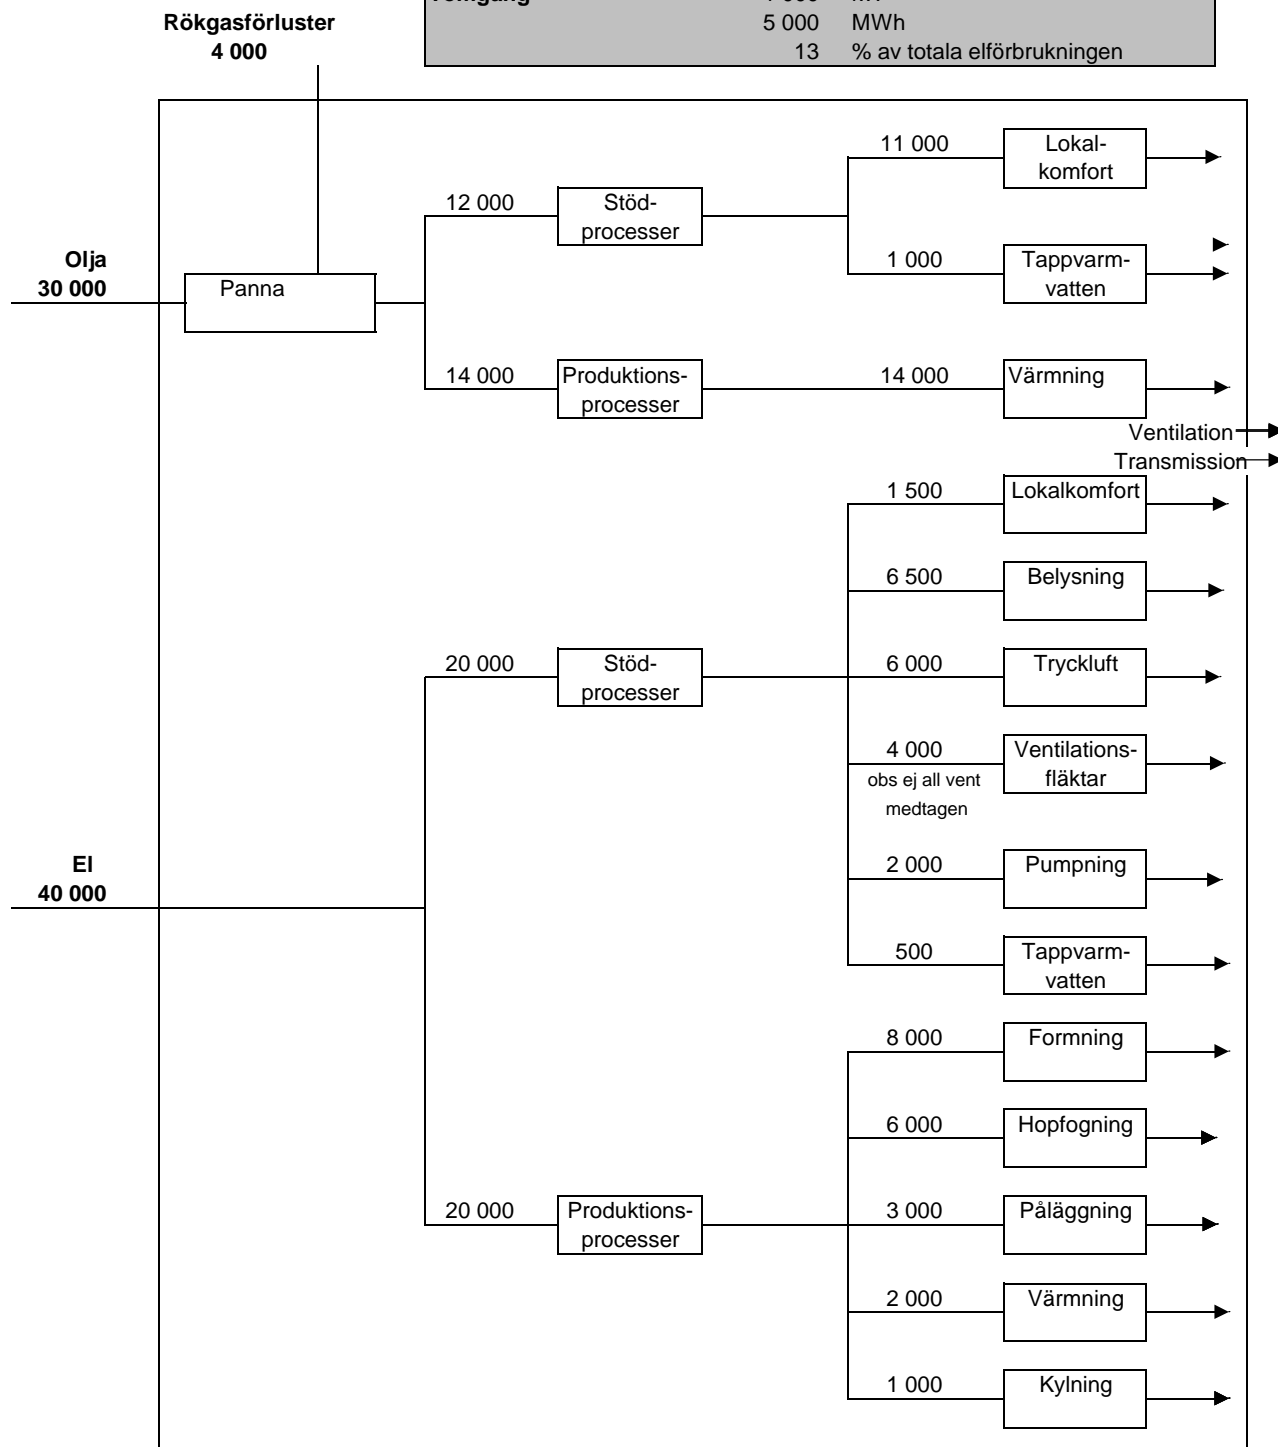 Rökgasförluster
4 000
5 000 MWh
13 % av totala elförbrukningen
11 000
Lokal-
komfort
12 000
Stöd-
processer
Olja
30 000
Panna
1 000
Tappvarm-
vatten
14 000
Produktions-
processer
14 000
Värmning
Ventilation
Transmission
1 500
Lokalkomfort
6 500
Belysning
20 000
Stöd-
processer
6 000
Tryckluft
4 000
obs ej all vent
medtagen
Ventilations-
fläktar
El
40 000
2 000
Pumpning
500
Tappvarm-
vatten
8 000
Formning
6 000
Hopfogning
20 000
Produktions-
processer
3 000
Påläggning
2 000
Värmning
1 000
Kylning